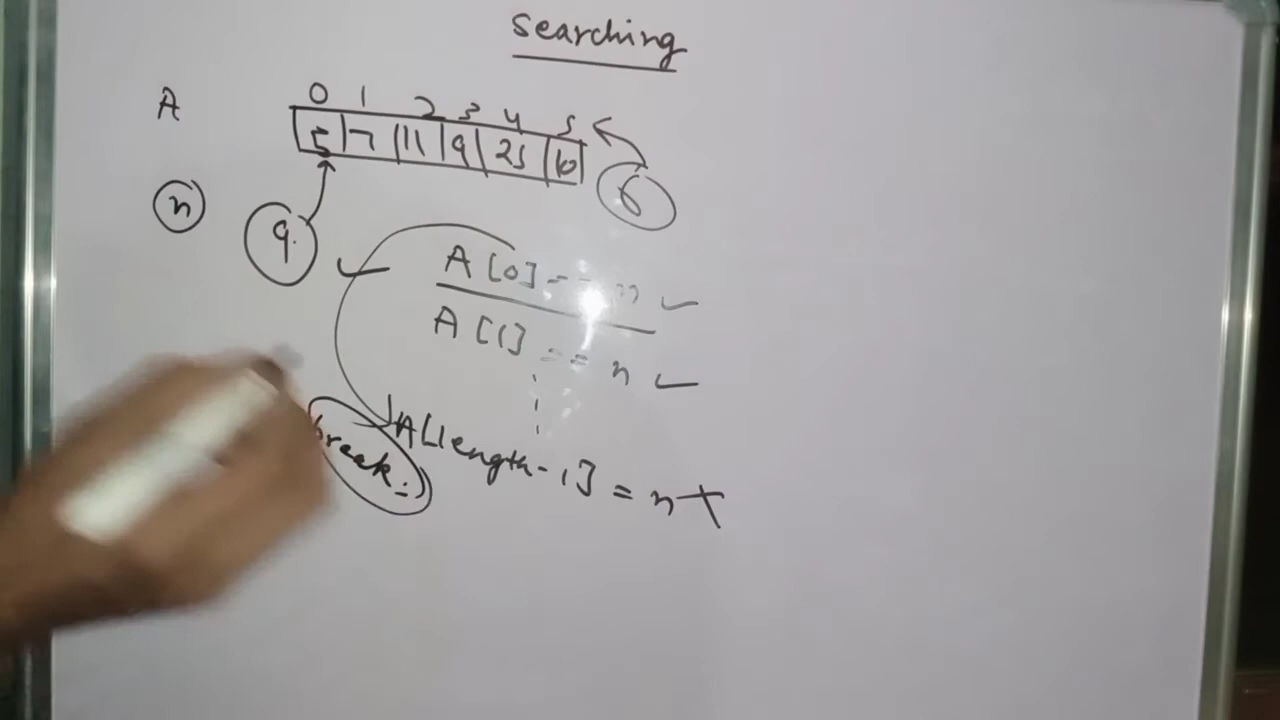 Searching
A
0 1 2 3 4 5
5 7 11 9 25 10
n
9.
6
A[0] == n ✓
A[1] == n ✓
break;
A[length-1] = n